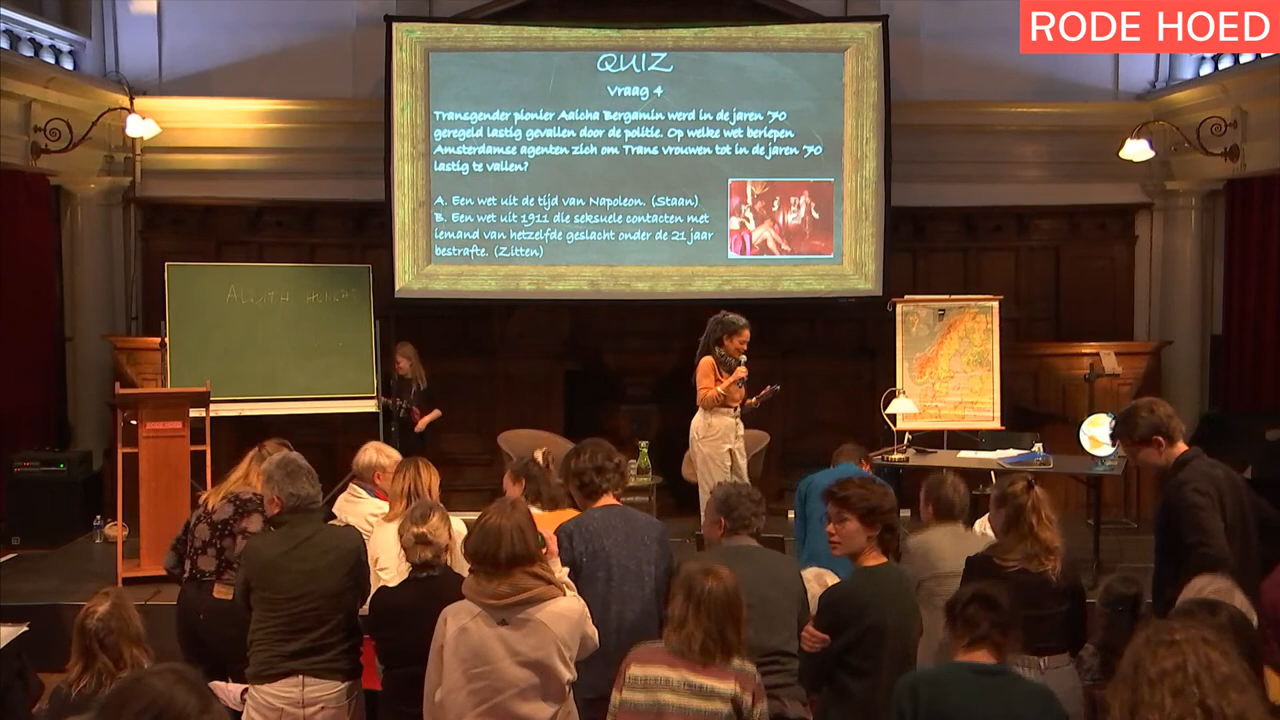 RODE HOED
QUIZ
Vraag 4
Transgender pionier Aaicha Bergamin werd in de jaren '70
geregeld lastig gevallen door de politie. Op welke wet beriepen
Amsterdamse agenten zich om Trans vrouwen tot in de jaren '70
lastig te vallen?
A. Een wet uit de tijd van Napoleon. (Staan)
B. Een wet uit 1911 die seksuele contacten met
iemand van hetzelfde geslacht onder de 21 jaar
bestrafte. (Zitten)
RODE HOED